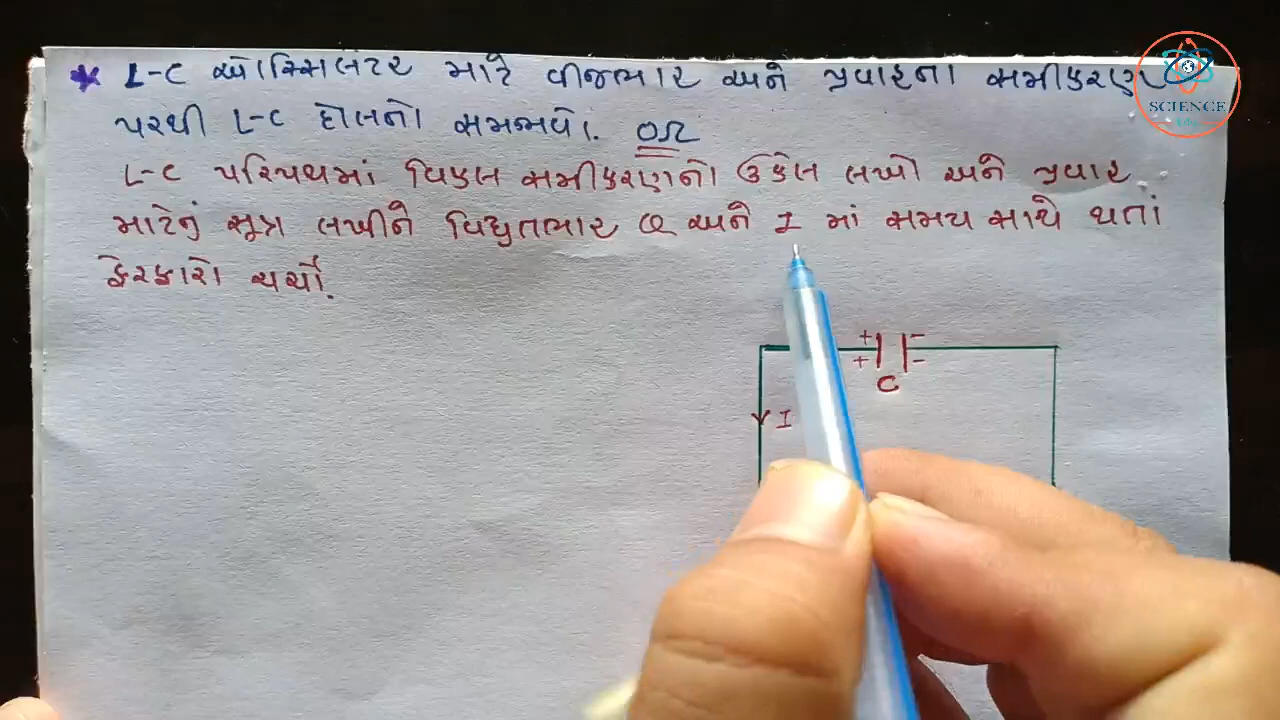 * L-C ઓસ્સિલેટર માટે વીજભાર અને પ્રવાહના સમીકરણ
પરથી L-C દોલનો સમજાવો. OR
L-C પરિપથમાં વિકલ સમીકરણનો ઉકેલ લખો અને પ્રવાહ
માટેનું સૂત્ર લખીને વિદ્યુતભાર Q અને I માં સમય સાથે થતાં
ફેરફારો ચર્ચો.
+ -
+ -
C
I
SCIENCE